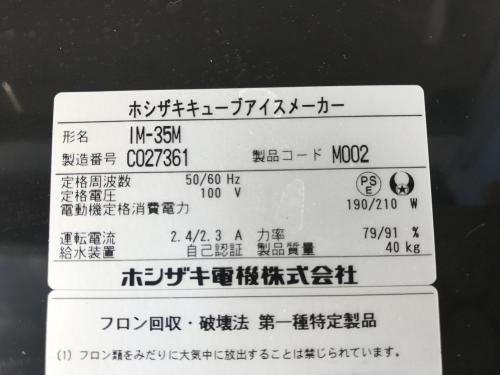 ホシザキキューブアイスメーカー
形名 IM-35M
製造番号 C027361 製品コード M002
定格周波数 50/60 Hz
定格電圧 100 V
PSE
電動機定格消費電力 190/210 W
運転電流 2.4/2.3 A 力率 79/91 %
給水装置 自己認証 製品質量 40 kg
ホシザキ電機株式会社
フロン回収・破壊法 第一種特定製品
(1) フロン類をみだりに大気中に放出することは禁じられています。